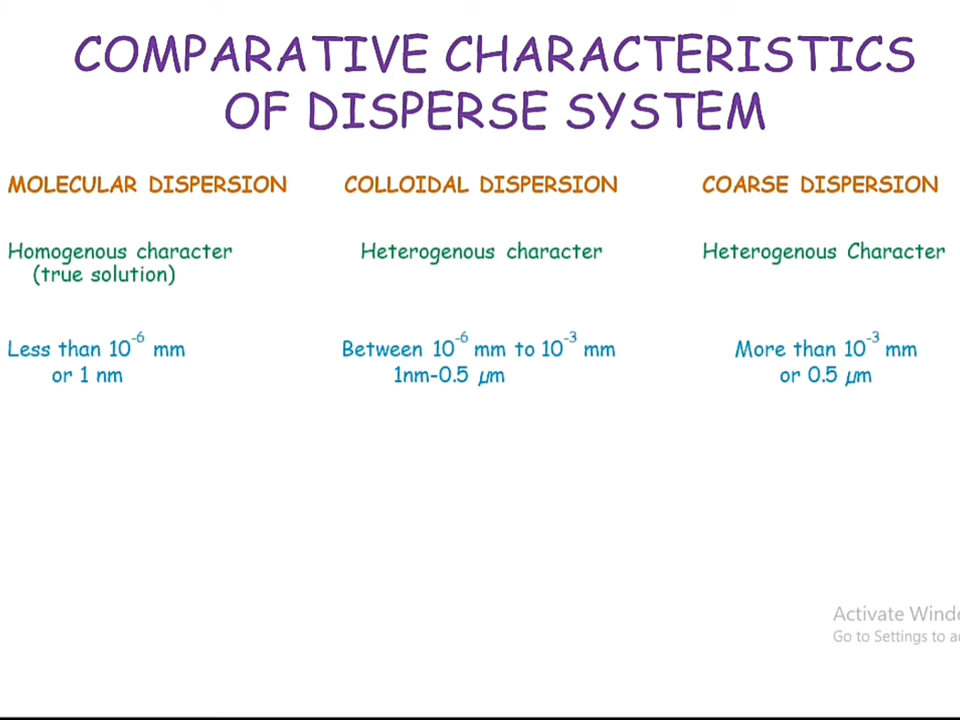 COMPARATIVE CHARACTERISTICS
OF DISPERSE SYSTEM
MOLECULAR DISPERSION
COLLOIDAL DISPERSION
COARSE DISPERSION
Homogenous character
(true solution)
Heterogenous character
Heterogenous Character
Less than 10⁻⁶ mm
or 1 nm
Between 10⁻⁶ mm to 10⁻³ mm
1nm-0.5 µm
More than 10⁻³ mm
or 0.5 µm
Activate
Go to Settings to